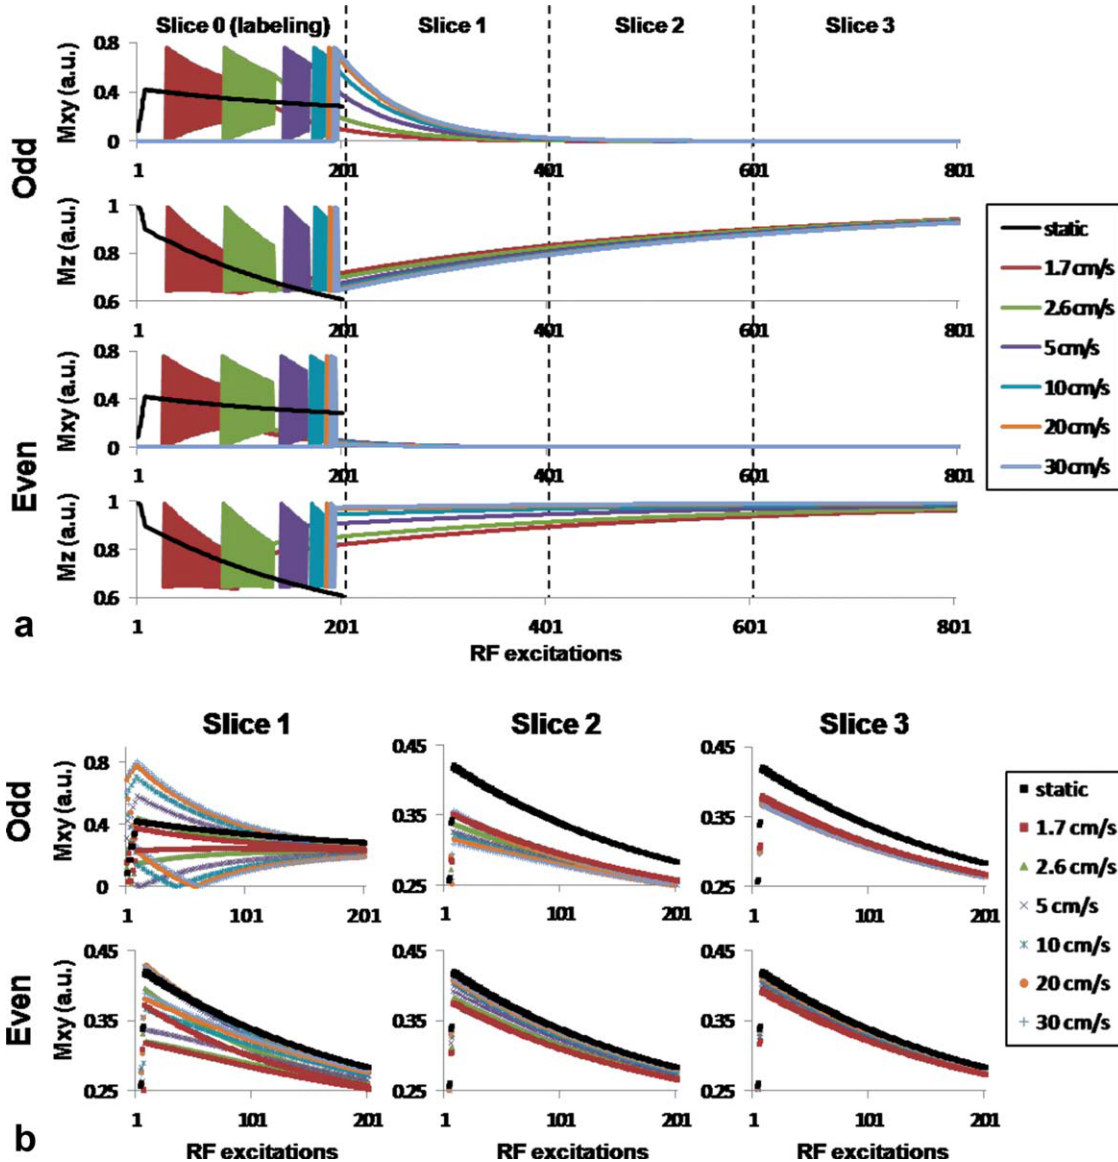 Slice 0 (labeling) Slice 1 Slice 2 Slice 3
Odd
Mxy (a.u.)
0.8
0.4
0
1 201 401 601 801
Mz (a.u.)
1
0.8
0.6
1 201 401 601 801
Even
Mxy (a.u.)
0.8
0.4
0
1 201 401 601 801
Mz (a.u.)
1
0.8
0.6
1 201 401 601 801
RF excitations
static
1.7 cm/s
2.6 cm/s
5 cm/s
10 cm/s
20 cm/s
30 cm/s
a
Slice 1 Slice 2 Slice 3
Odd
Mxy (a.u.)
0.8
0.4
0
1 101 201
0.45
0.35
0.25
1 101 201
0.45
0.35
0.25
1 101 201
Even
Mxy (a.u.)
0.45
0.35
0.25
1 101 201
0.45
0.35
0.25
1 101 201
0.45
0.35
0.25
1 101 201
RF excitations RF excitations RF excitations
static
1.7 cm/s
2.6 cm/s
5 cm/s
10 cm/s
20 cm/s
30 cm/s
b